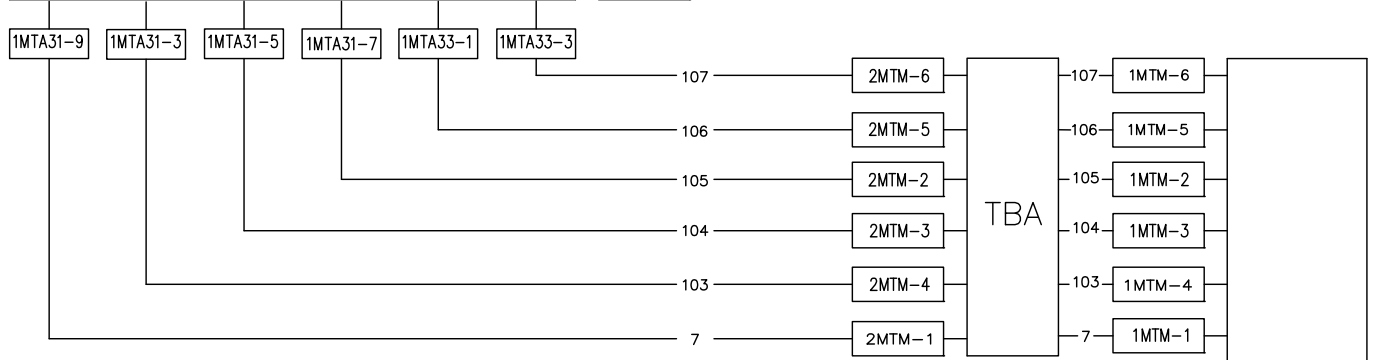 1MTA31-9 1MTA31-3 1MTA31-5 1MTA31-7 1MTA33-1 1MTA33-3
107 2MTM-6 107 1MTM-6
106 2MTM-5 106 1MTM-5
105 2MTM-2 105 1MTM-2
TBA
104 2MTM-3 104 1MTM-3
103 2MTM-4 103 1MTM-4
7 2MTM-1 7 1MTM-1